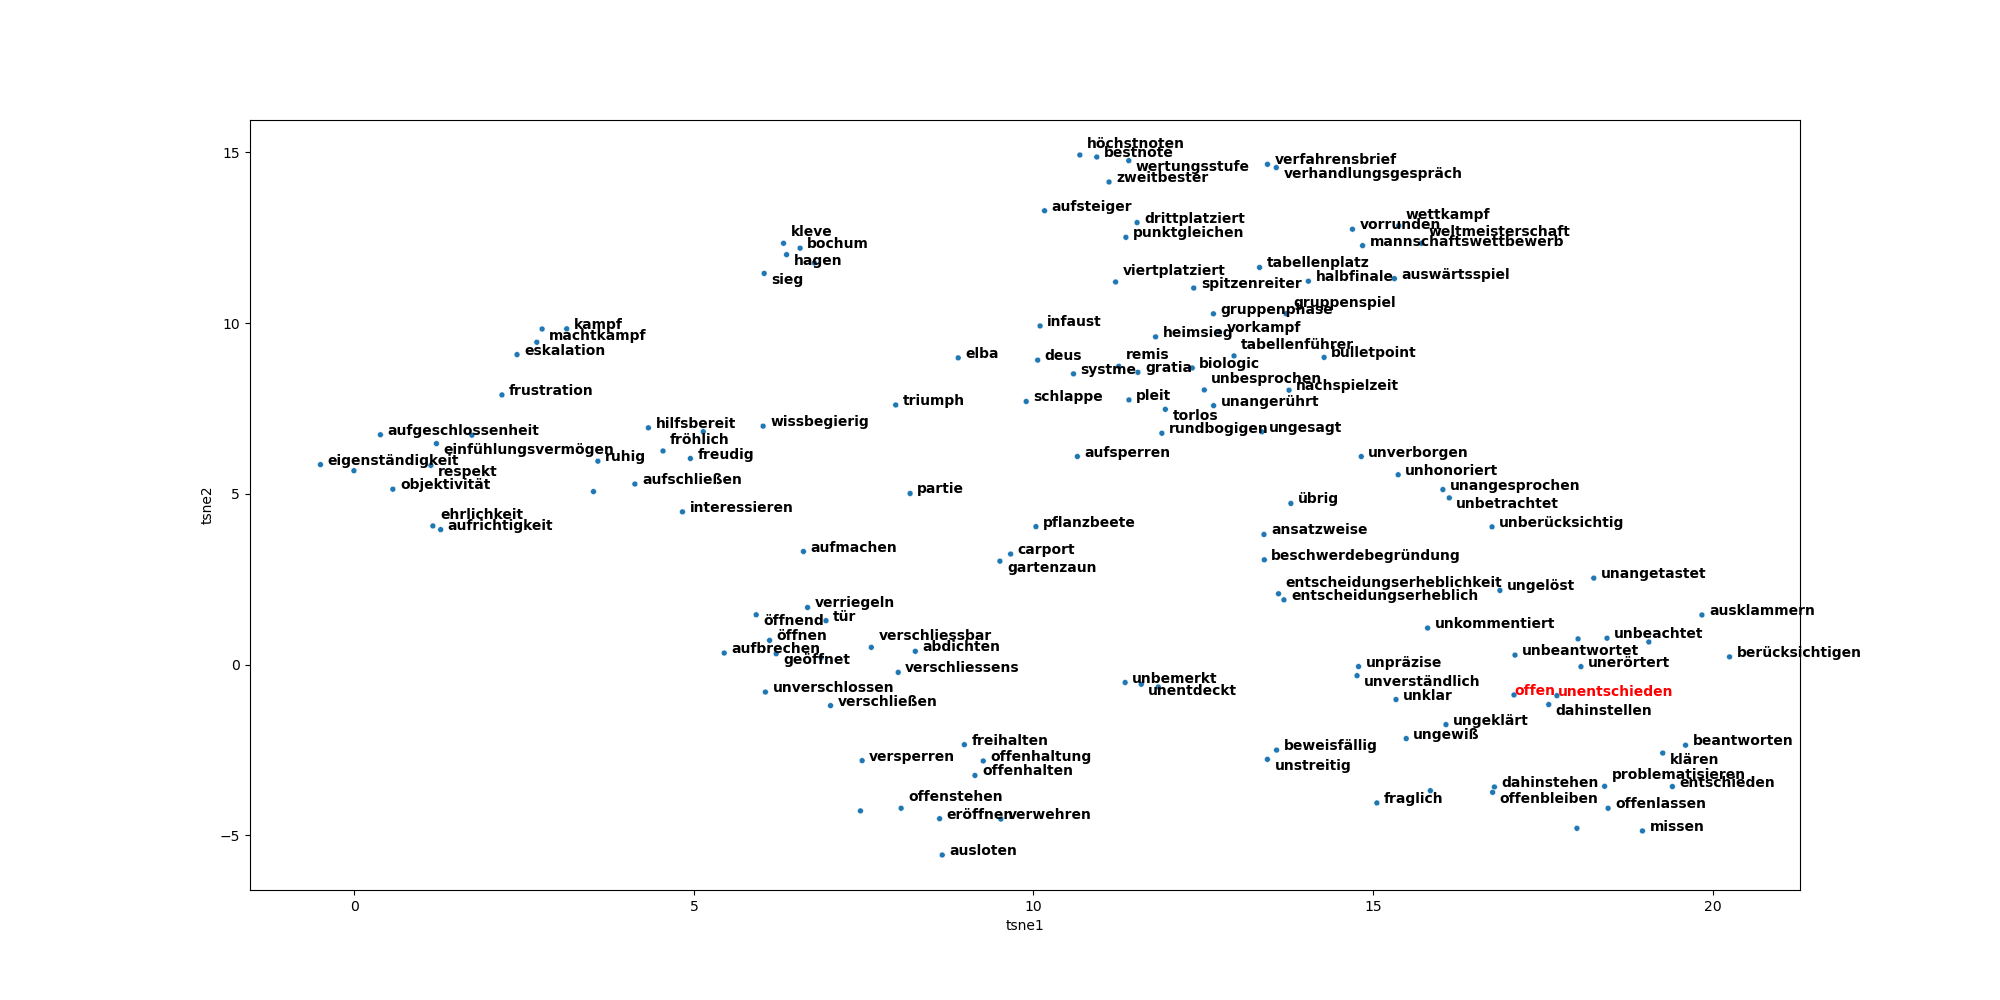 höchstnoten
bestnote
wertungsstufe
zweitbester
verfahrensbrief
verhandlungsgespräch
aufsteiger
drittplatziert
punktgleichen
wettkampf
vorrunden
weltmeisterschaft
mannschaftswettbewerb
kleve
bochum
hagen
sieg
viertplatziert
tabellenplatz
spitzenreiter
halbfinale
auswärtsspiel
gruppenspiel
gruppenphase
infaust
heimsieg
vorkampf
tabellenführer
bulletpoint
kampf
machtkampf
eskalation
elba
deus
remis
systme
gratia
biologic
unbesprochen
nachspielzeit
frustration
triumph
schlappe
pleit
unangerührt
torlos
rundbogigen
ungesagt
aufgeschlossenheit
einfühlungsvermögen
eigenständigkeit
respekt
objektivität
hilfsbereit
fröhlich
freudig
ruhig
wissbegierig
aufschließen
interessieren
aufsperren
unverborgen
unhonoriert
unangesprochen
unbetrachtet
ehrlichkeit
aufrichtigkeit
partie
übrig
unberücksichtig
pflanzbeete
ansatzweise
aufmachen
carport
gartenzaun
beschwerdebegründung
entscheidungserheblichkeit
entscheidungserheblich
ungelöst
unangetastet
verriegeln
öffnend
tür
öffnen
aufbrechen
geöffnet
verschliessbar
abdichten
verschliessens
unverschlossen
verschließen
ausklammern
unkommentiert
unbeachtet
unbeantwortet
unerörtert
berücksichtigen
unbemerkt
unentdeckt
unpräzise
unverständlich
unklar
offen
unentschieden
dahinstellen
ungeklärt
ungewiß
freihalten
offenhaltung
offenhalten
versperren
beweisfällig
unstreitig
beantworten
klären
problematisieren
entschieden
dahinstehen
offenbleiben
fraglich
offenlassen
missen
offenstehen
eröffnen
verwehren
ausloten
15
10
5
0
−5
tsne2
0
5
10
15
20
tsne1